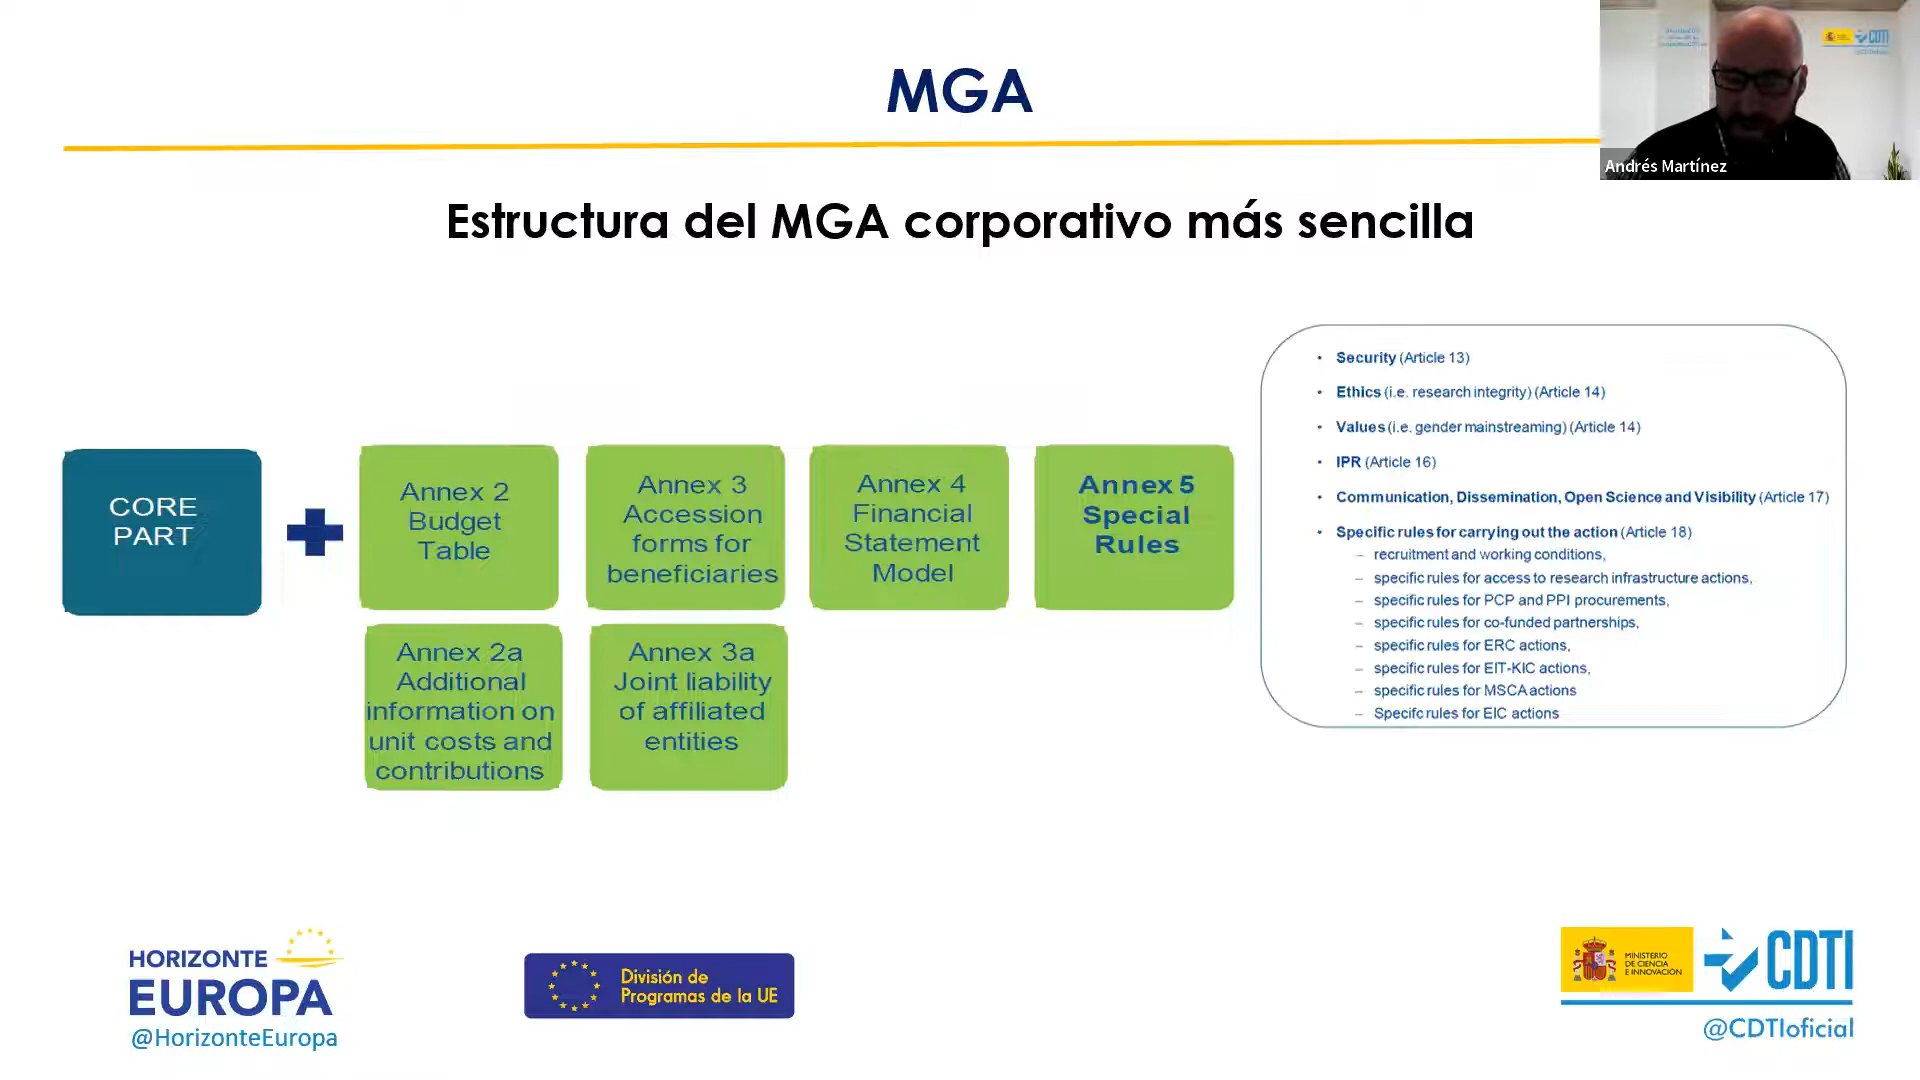 MGA
Andrés Martínez
CDTI
Estructura del MGA corporativo más sencilla
CORE
PART
Annex 2
Budget
Table
Annex 3
Accession
forms for
beneficiaries
Annex 4
Financial
Statement
Model
Annex 5
Special
Rules
Annex 2a
Additional
information on
unit costs and
contributions
Annex 3a
Joint liability
of affiliated
entities
• Security (Article 13)
• Ethics (i.e. research integrity) (Article 14)
• Values (i.e. gender mainstreaming) (Article 14)
• IPR (Article 16)
• Communication, Dissemination, Open Science and Visibility (Article 17)
• Specific rules for carrying out the action (Article 18)
– recruitment and working conditions,
– specific rules for access to research infrastructure actions,
– specific rules for PCP and PPI procurements,
– specific rules for co-funded partnerships,
– specific rules for ERC actions,
– specific rules for EIT-KIC actions,
– specific rules for MSCA actions
– Specifc rules for EIC actions
HORIZONTE
EUROPA
@HorizonteEuropa
División de
Programas de la UE
MINISTERIO
DE CIENCIA
E INNOVACIÓN
CDTI
@CDTIoficial